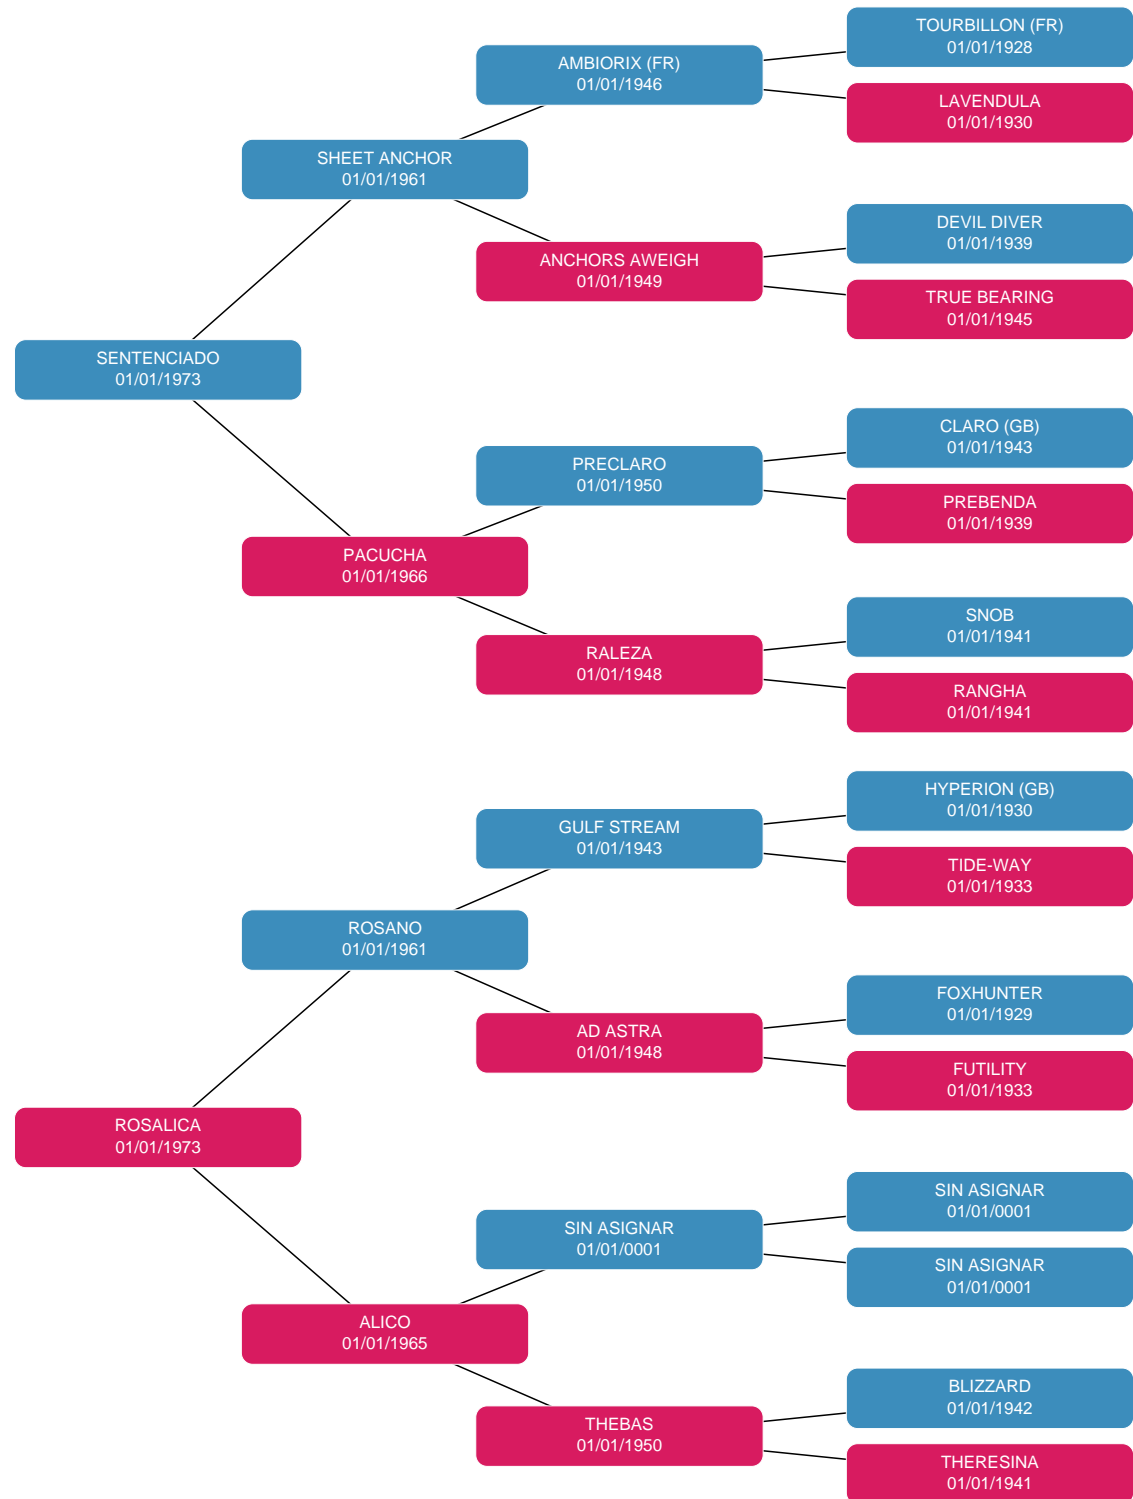 TOURBILLON (FR)
01/01/1928
AMBIORIX (FR)
01/01/1946
LAVENDULA
01/01/1930
SHEET ANCHOR
01/01/1961
DEVIL DIVER
01/01/1939
ANCHORS AWEIGH
01/01/1949
TRUE BEARING
01/01/1945
SENTENCIADO
01/01/1973
CLARO (GB)
01/01/1943
PRECLARO
01/01/1950
PREBENDA
01/01/1939
PACUCHA
01/01/1966
SNOB
01/01/1941
RALEZA
01/01/1948
RANGHA
01/01/1941
HYPERION (GB)
01/01/1930
GULF STREAM
01/01/1943
TIDE-WAY
01/01/1933
ROSANO
01/01/1961
FOXHUNTER
01/01/1929
AD ASTRA
01/01/1948
FUTILITY
01/01/1933
ROSALICA
01/01/1973
SIN ASIGNAR
01/01/0001
SIN ASIGNAR
01/01/0001
SIN ASIGNAR
01/01/0001
ALICO
01/01/1965
BLIZZARD
01/01/1942
THEBAS
01/01/1950
THERESINA
01/01/1941